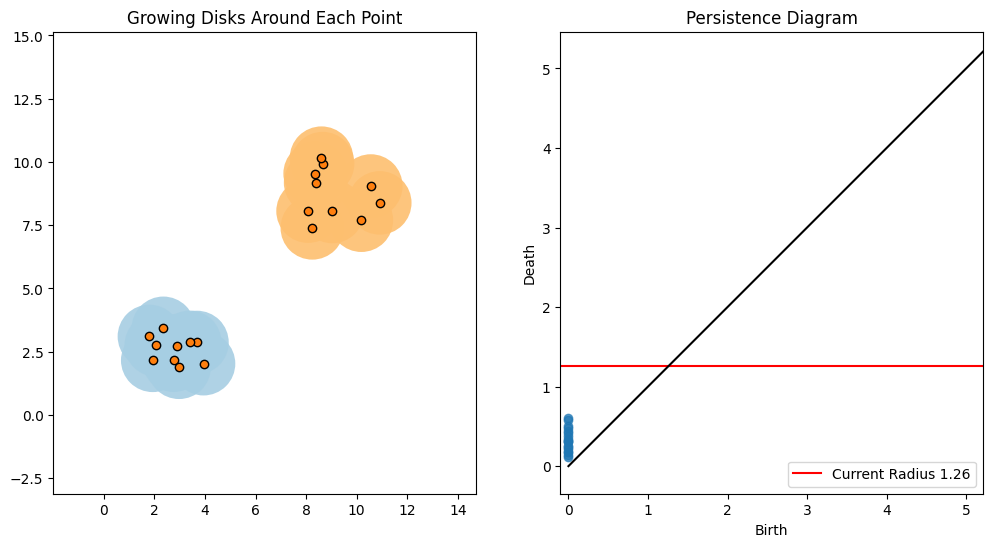 Growing Disks Around Each Point
15.0
12.5
10.0
7.5
5.0
2.5
0.0
−2.5
0 2 4 6 8 10 12 14
Persistence Diagram
Death
5
4
3
2
1
0
0 1 2 3 4 5
Birth
Current Radius 1.26